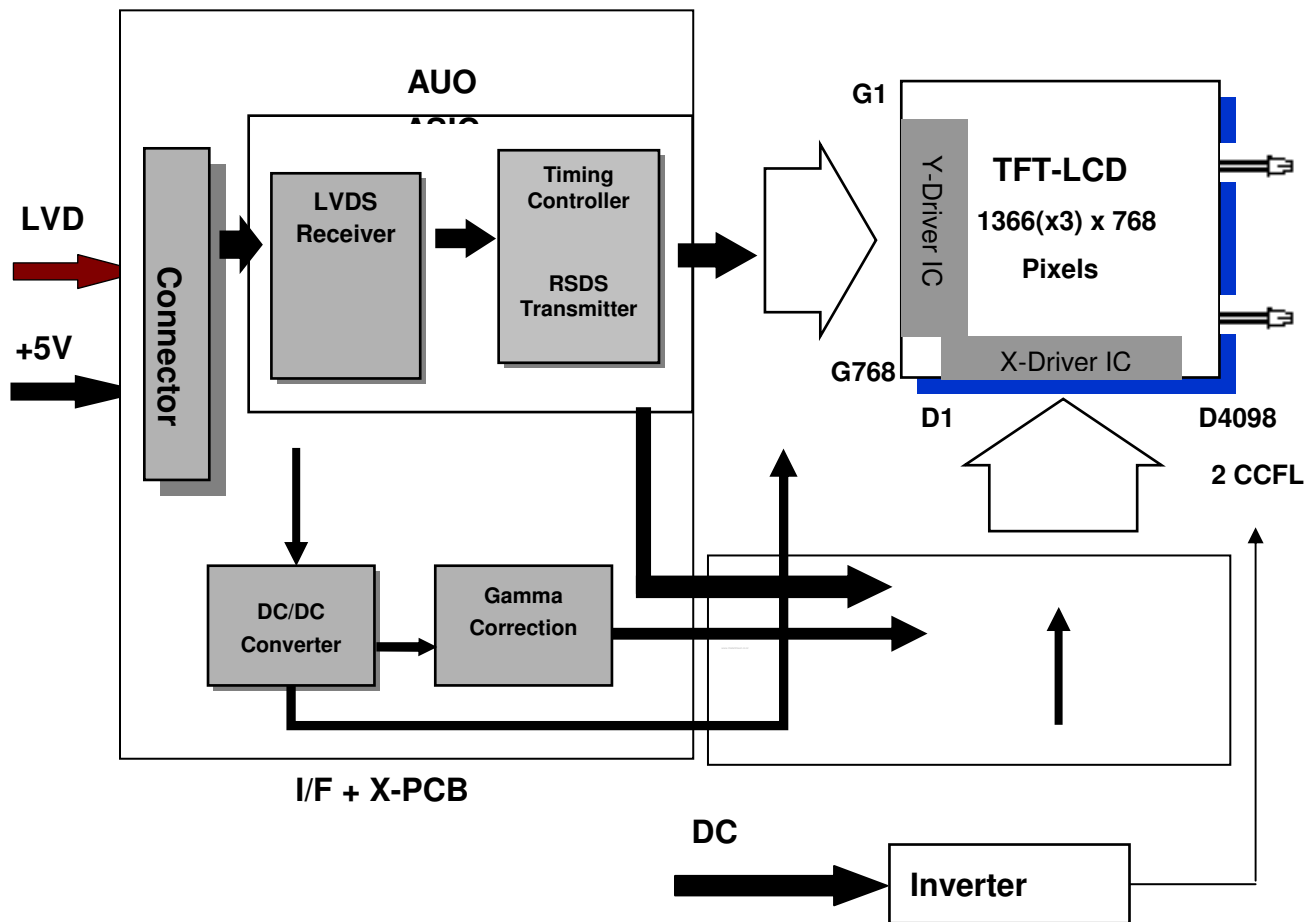 AUO
LVD
+5V
Connector
LVDS
Receiver
Timing
Controller
RSDS
Transmitter
G1
Y-Driver IC
TFT-LCD
1366(x3) x 768
Pixels
X-Driver IC
G768
D1
D4098
2 CCFL
DC/DC
Converter
Gamma
Correction
I/F + X-PCB
DC
Inverter